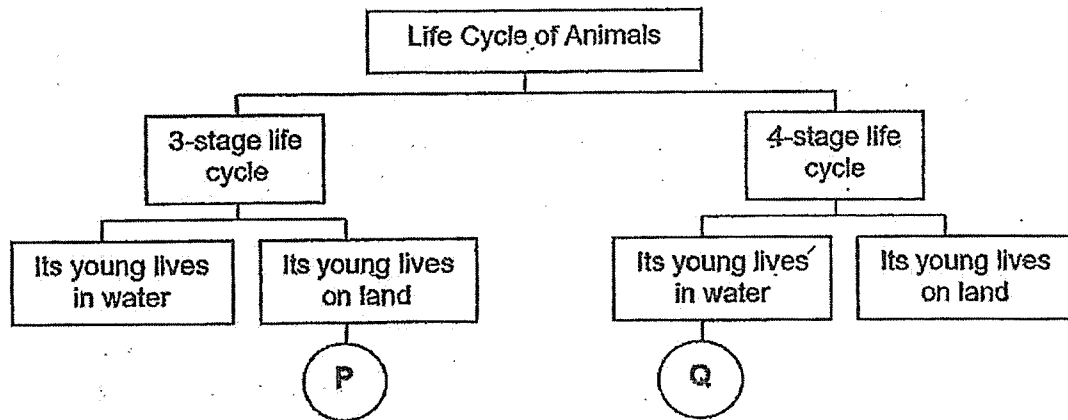 Life Cycle of Animals
3-stage life
cycle
4-stage life
cycle
Its young lives
in water
Its young lives
on land
Its young lives
in water
Its young lives
on land
P
Q